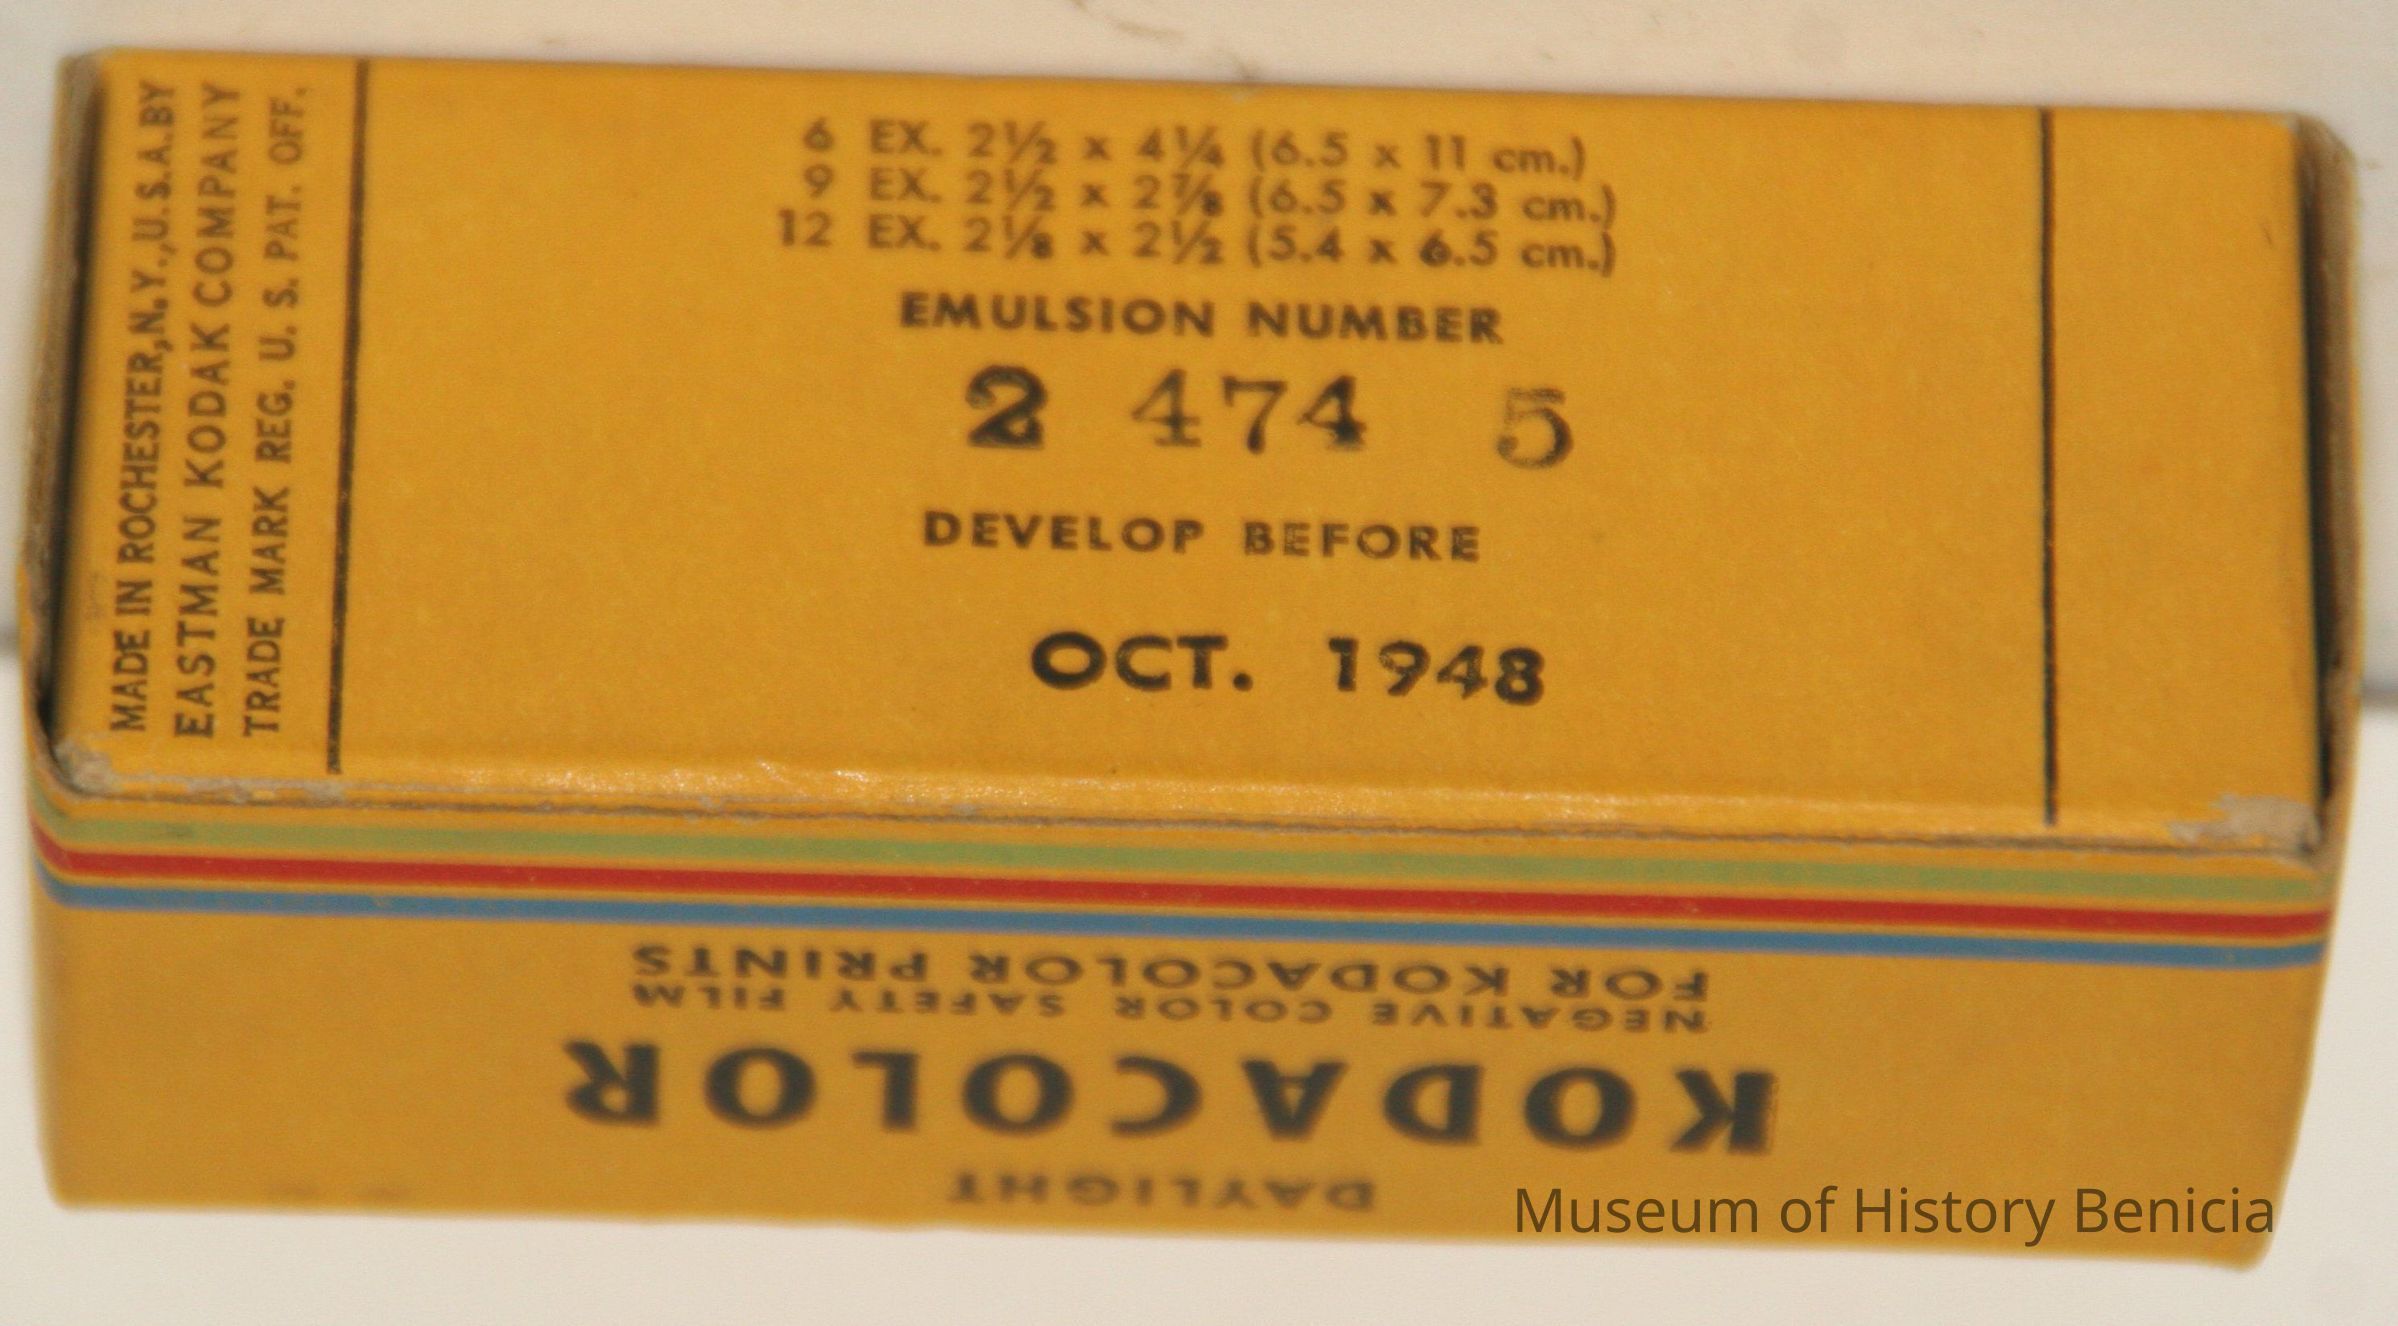 MADE IN ROCHESTER, N.Y., U.S.A. BY
EASTMAN KODAK COMPANY
TRADE MARK REG. U. S. PAT. OFF.
6 EX. 2½ x 4¼ (6.5 x 11 cm.)
9 EX. 2½ x 2⅞ (6.5 x 7.3 cm.)
12 EX. 2⅛ x 2½ (5.4 x 6.5 cm.)
EMULSION NUMBER
2 474 5
DEVELOP BEFORE
OCT. 1948
DAYLIGHT
KODACOLOR
NEGATIVE COLOR SAFETY FILM
FOR KODACOLOR PRINTS
Museum of History Benicia